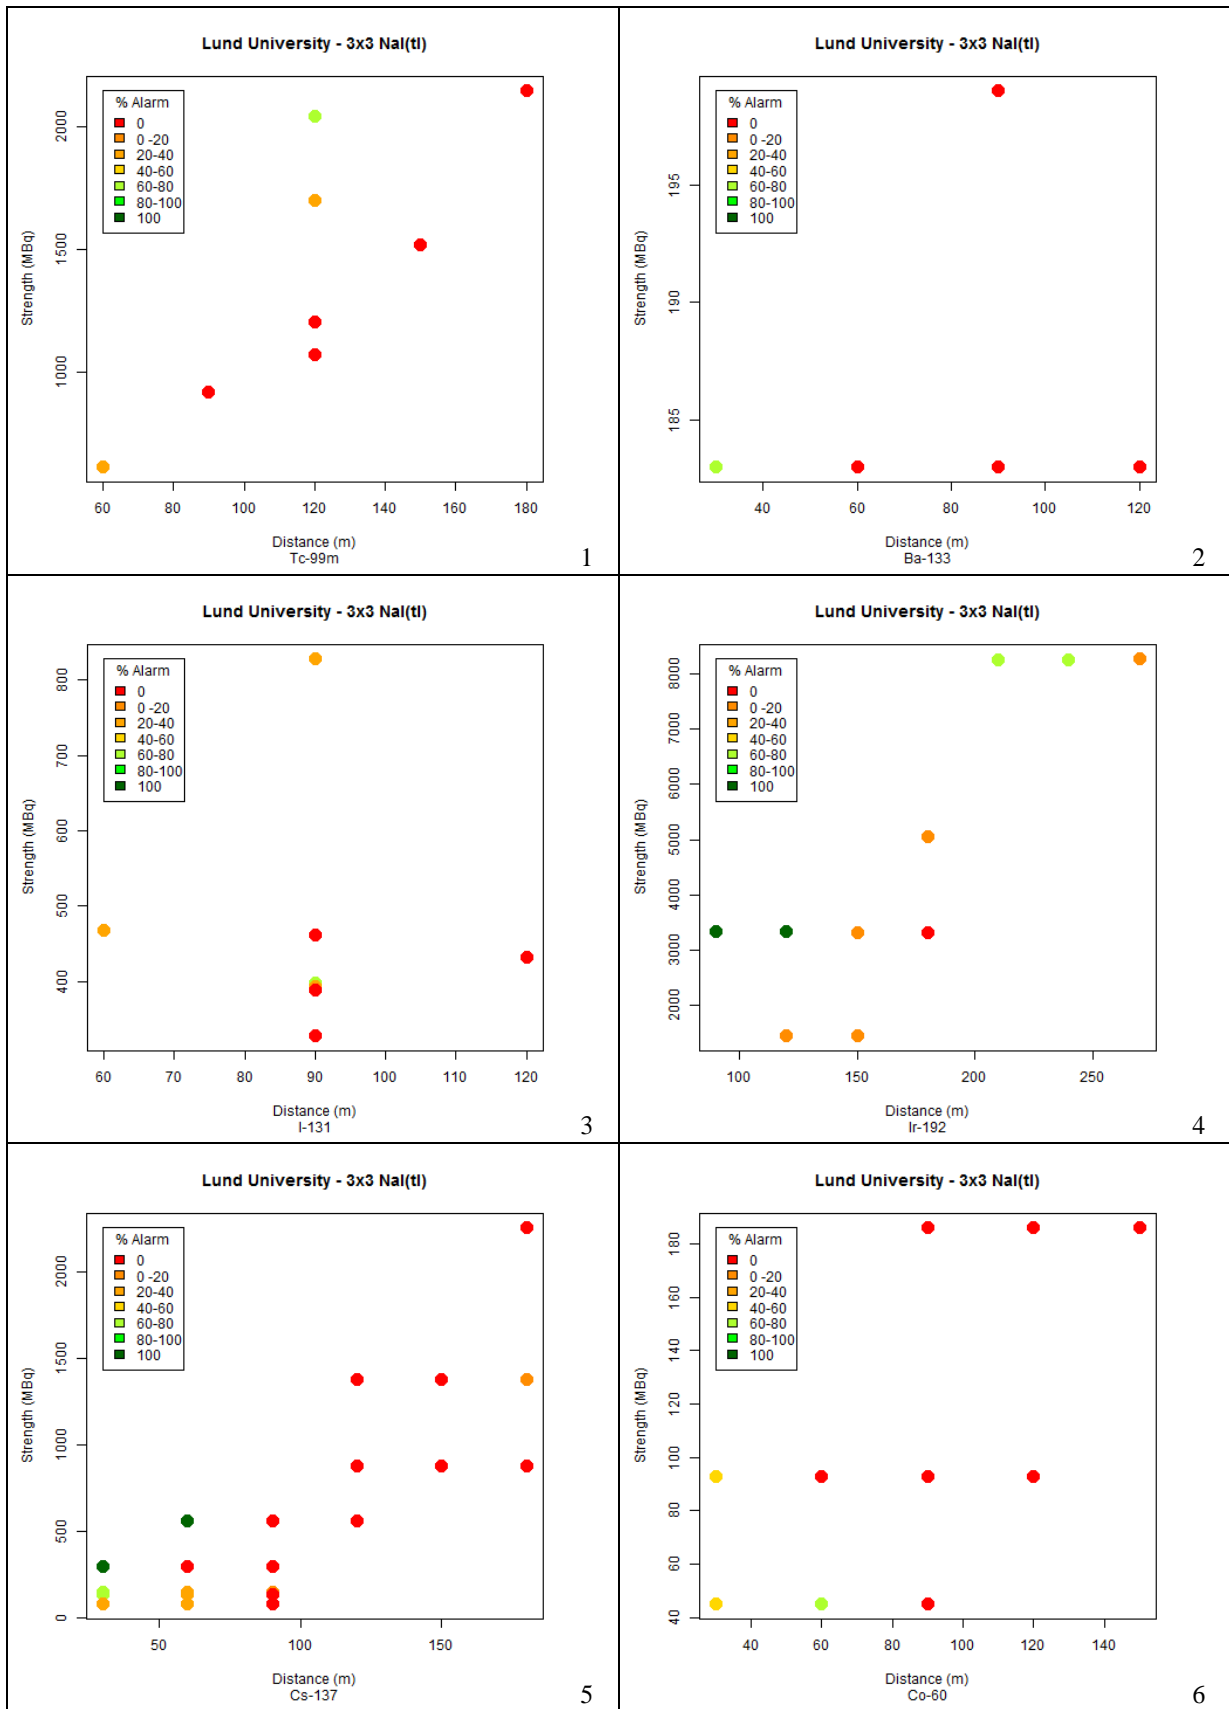 Lund University - 3x3 NaI(tl)
% Alarm
0
0 -20
20-40
40-60
60-80
80-100
100
Strength (MBq)
1000 1500 2000
60 80 100 120 140 160 180
Distance (m)
Tc-99m
1
Lund University - 3x3 NaI(tl)
% Alarm
0
0 -20
20-40
40-60
60-80
80-100
100
Strength (MBq)
185 190 195
40 60 80 100 120
Distance (m)
Ba-133
2
Lund University - 3x3 NaI(tl)
% Alarm
0
0 -20
20-40
40-60
60-80
80-100
100
Strength (MBq)
400 500 600 700 800
60 70 80 90 100 110 120
Distance (m)
I-131
3
Lund University - 3x3 NaI(tl)
% Alarm
0
0 -20
20-40
40-60
60-80
80-100
100
Strength (MBq)
2000 3000 4000 5000 6000 7000 8000
100 150 200 250
Distance (m)
Ir-192
4
Lund University - 3x3 NaI(tl)
% Alarm
0
0 -20
20-40
40-60
60-80
80-100
100
Strength (MBq)
0 500 1000 1500 2000
50 100 150
Distance (m)
Cs-137
5
Lund University - 3x3 NaI(tl)
% Alarm
0
0 -20
20-40
40-60
60-80
80-100
100
Strength (MBq)
40 60 80 100 120 140 160 180
40 60 80 100 120 140
Distance (m)
Co-60
6